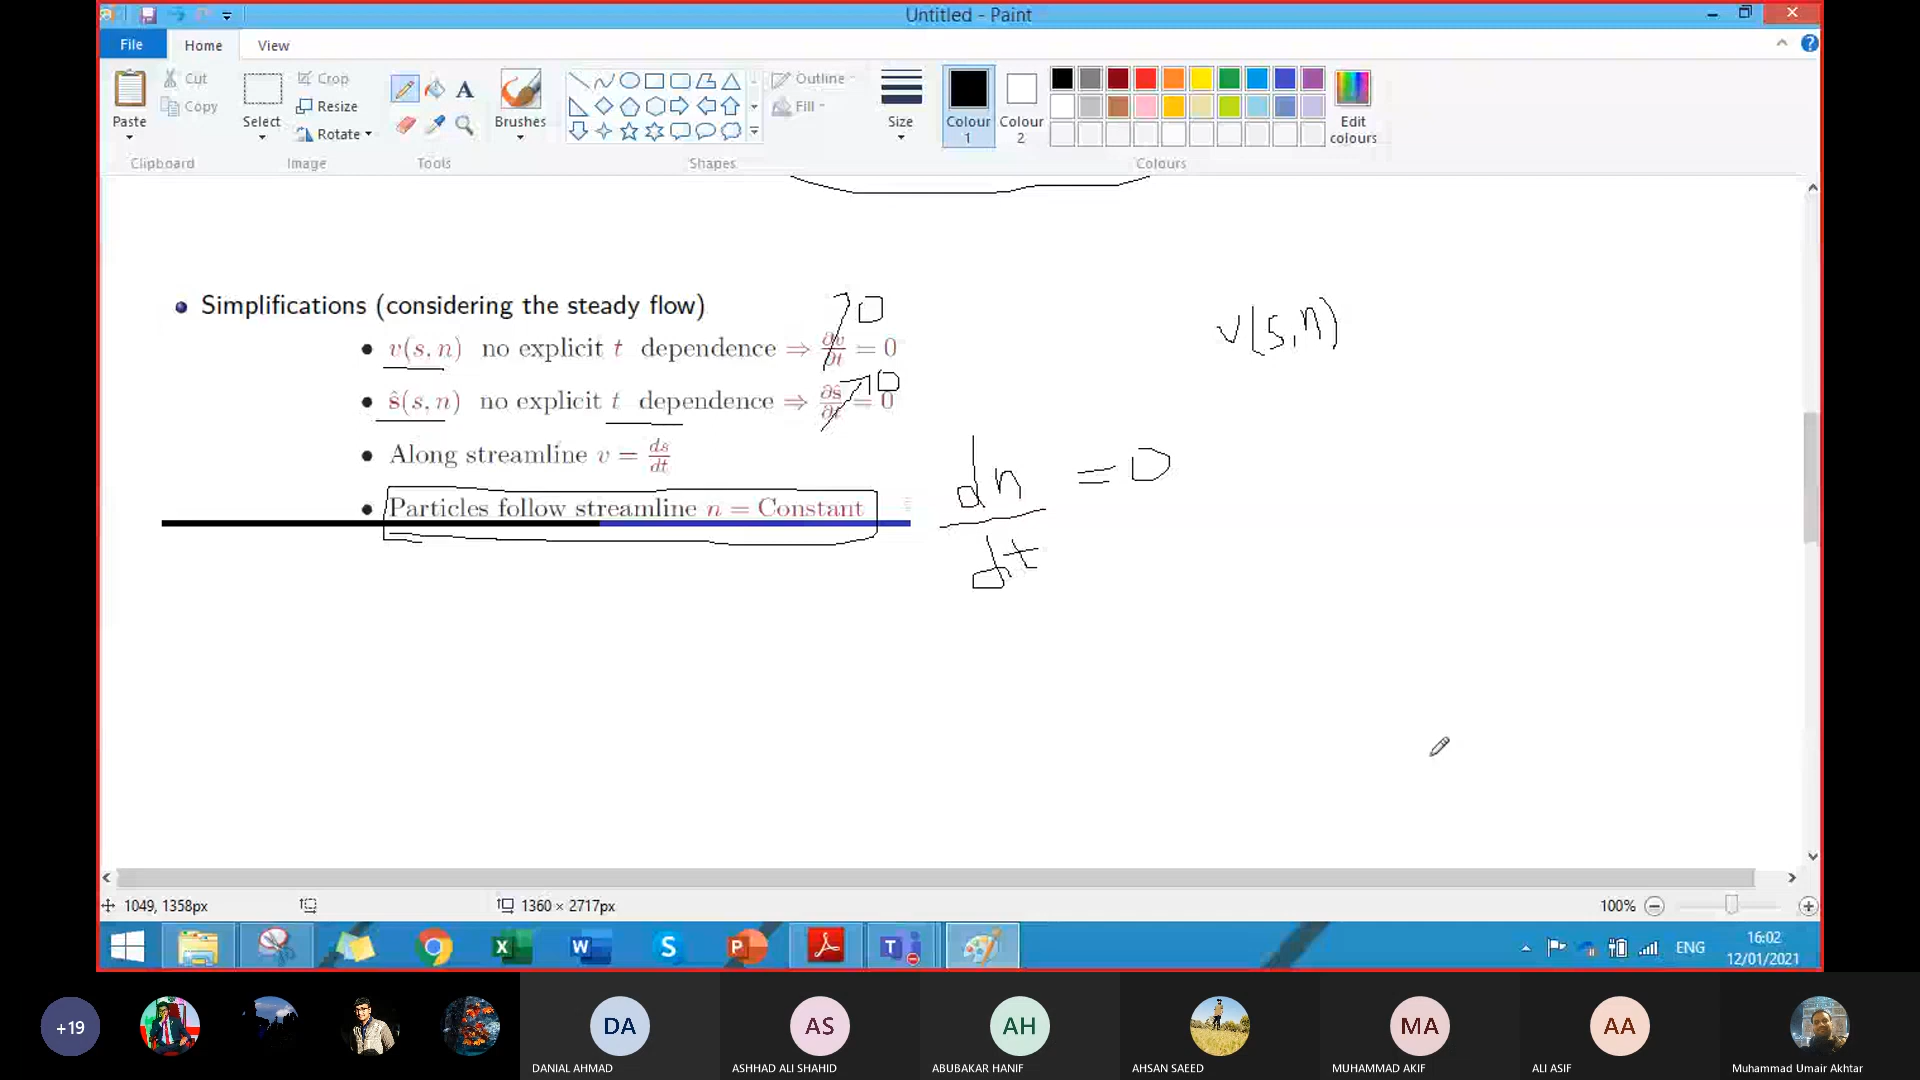 Untitled - Paint
File Home View
Paste Cut Copy Clipboard
Select Crop Resize Rotate Image
A Tools
Brushes
Outline Fill Shapes
Size
Colour 1 Colour 2 Edit colours Colours
Simplifications (considering the steady flow)
v(s, n) no explicit t dependence ⇒ ∂v/∂t = 0
0
v(s,n)
ŝ(s, n) no explicit t dependence ⇒ ∂ŝ/∂t = 0
0
Along streamline v = ds/dt
dn/dt = 0
Particles follow streamline n = Constant
1049, 1358px 1360 × 2717px 100%
ENG 16:02
12/01/2021
+19 DA AS AH MA AA
DANIAL AHMAD ASHHAD ALI SHAHID ABUBAKAR HANIF AHSAN SAEED MUHAMMAD AKIF ALI ASIF Muhammad Umair Akhtar